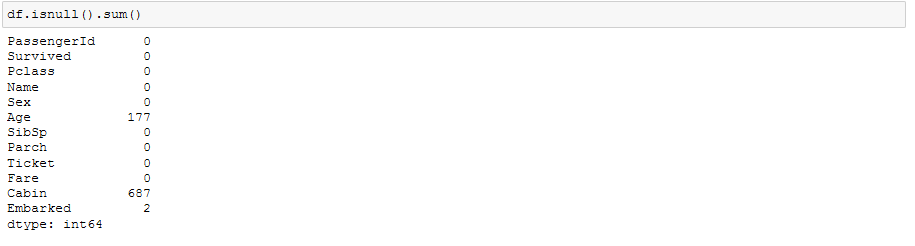 df.isnull().sum()
PassengerId 0
Survived 0
Pclass 0
Name 0
Sex 0
Age 177
SibSp 0
Parch 0
Ticket 0
Fare 0
Cabin 687
Embarked 2
dtype: int64